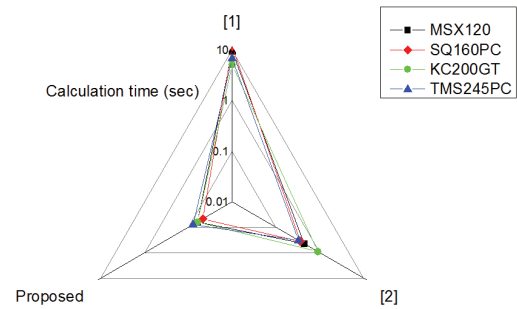 [1]
MSX120
SQ160PC
KC200GT
TMS245PC
10
Calculation time (sec)
1
0.1
0.01
Proposed
[2]